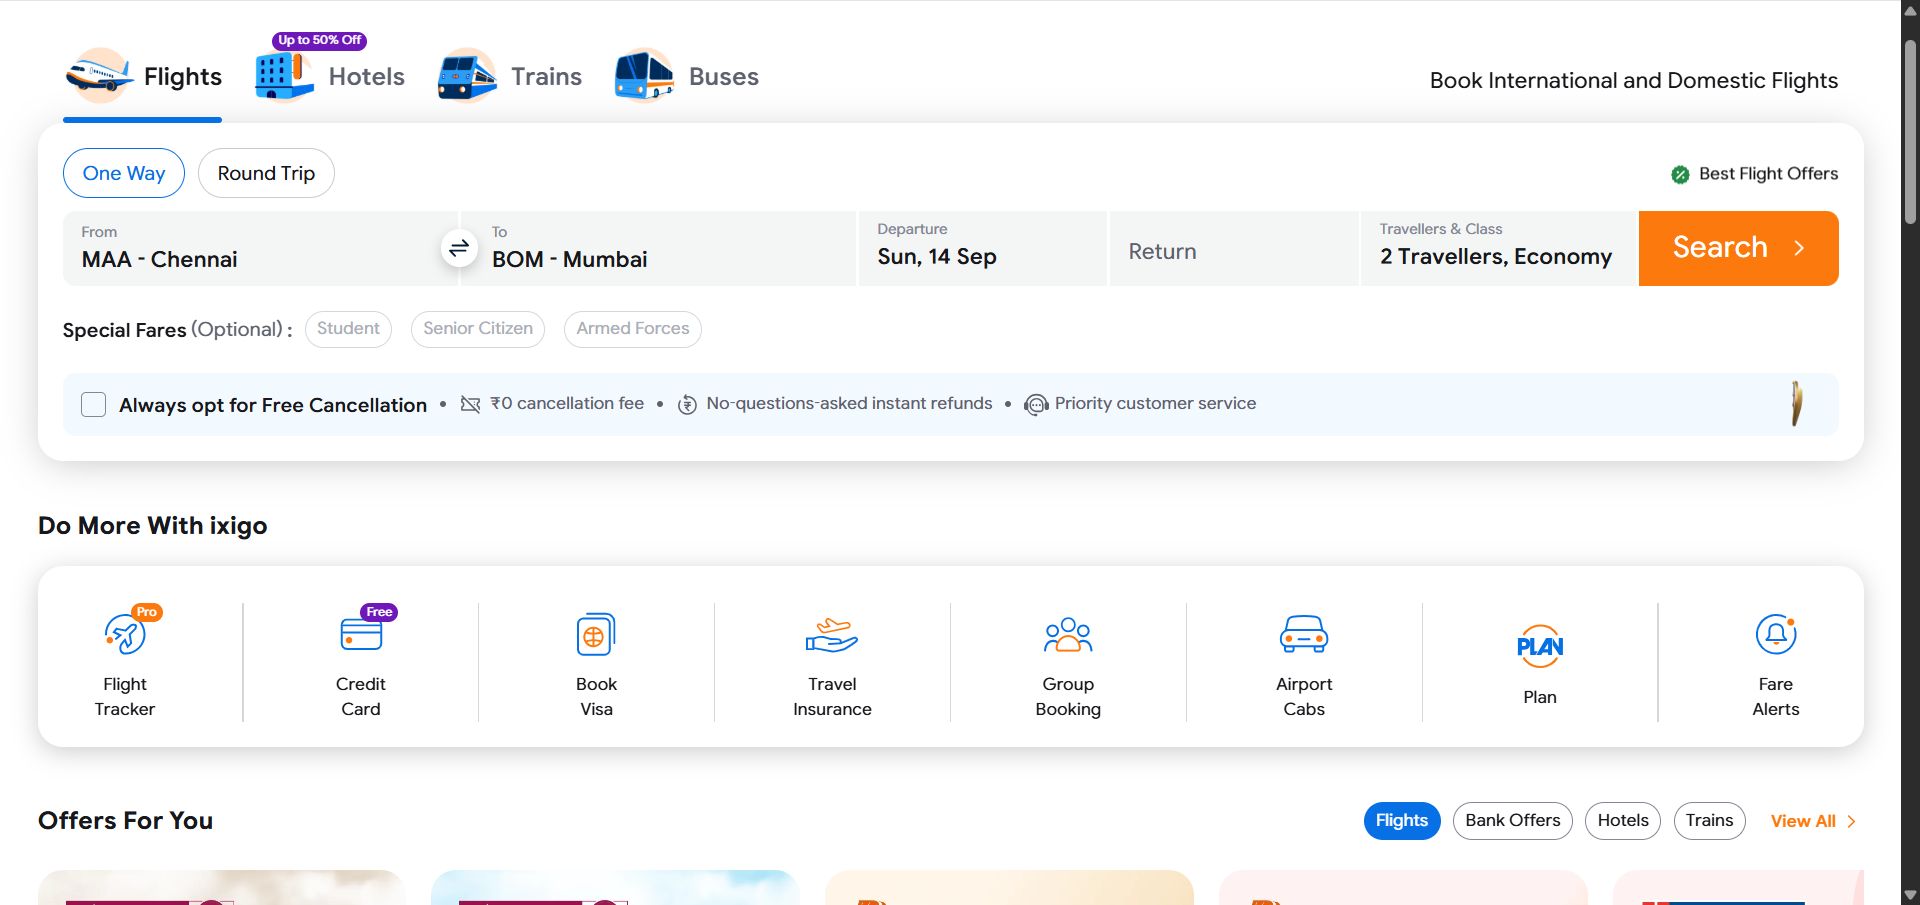 Up to 50% Off
Flights
Hotels
Trains
Buses
Book International and Domestic Flights
One Way
Round Trip
Best Flight Offers
From
MAA - Chennai
To
BOM - Mumbai
Departure
Sun, 14 Sep
Return
Travellers & Class
2 Travellers, Economy
Search
Special Fares (Optional) :
Student
Senior Citizen
Armed Forces
Always opt for Free Cancellation • ₹0 cancellation fee • No-questions-asked instant refunds • Priority customer service
Do More With ixigo
Pro
Flight
Tracker
Free
Credit
Card
Book
Visa
Travel
Insurance
Group
Booking
Airport
Cabs
PLAN
Plan
Fare
Alerts
Offers For You
Flights
Bank Offers
Hotels
Trains
View All